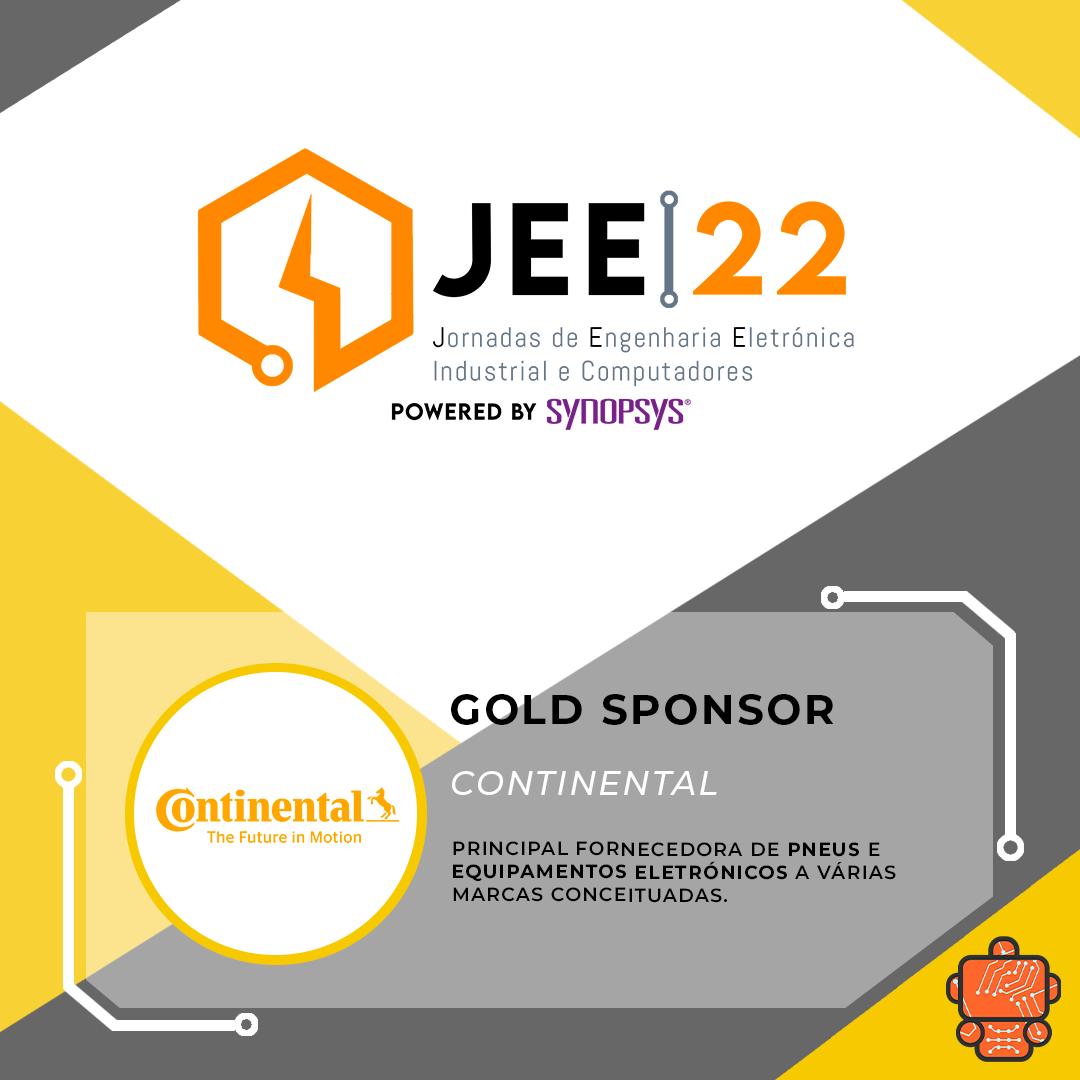 JEE|22
Jornadas de Engenharia Eletrónica
Industrial e Computadores
POWERED BY SYNOPSYS®
GOLD SPONSOR
CONTINENTAL
Continental
The Future in Motion
PRINCIPAL FORNECEDORA DE PNEUS E
EQUIPAMENTOS ELETRÓNICOS A VÁRIAS
MARCAS CONCEITUADAS.